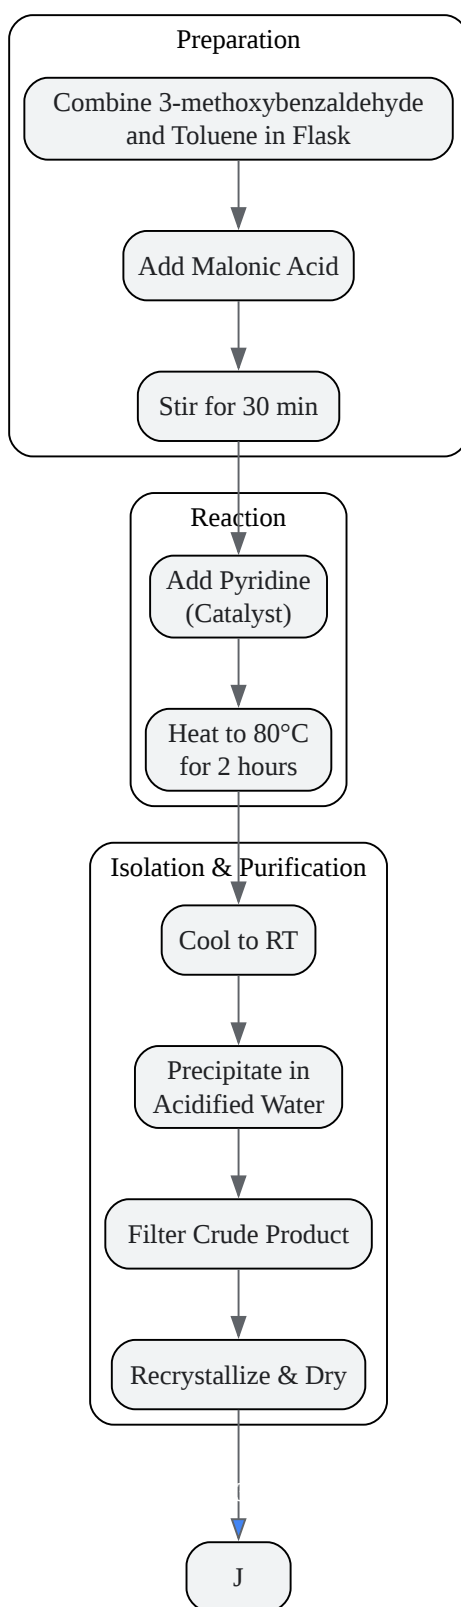 Preparation
Combine 3-methoxybenzaldehyde
and Toluene in Flask
Add Malonic Acid
Stir for 30 min
Reaction
Add Pyridine
(Catalyst)
Heat to 80°C
for 2 hours
Isolation & Purification
Cool to RT
Precipitate in
Acidified Water
Filter Crude Product
Recrystallize & Dry
J